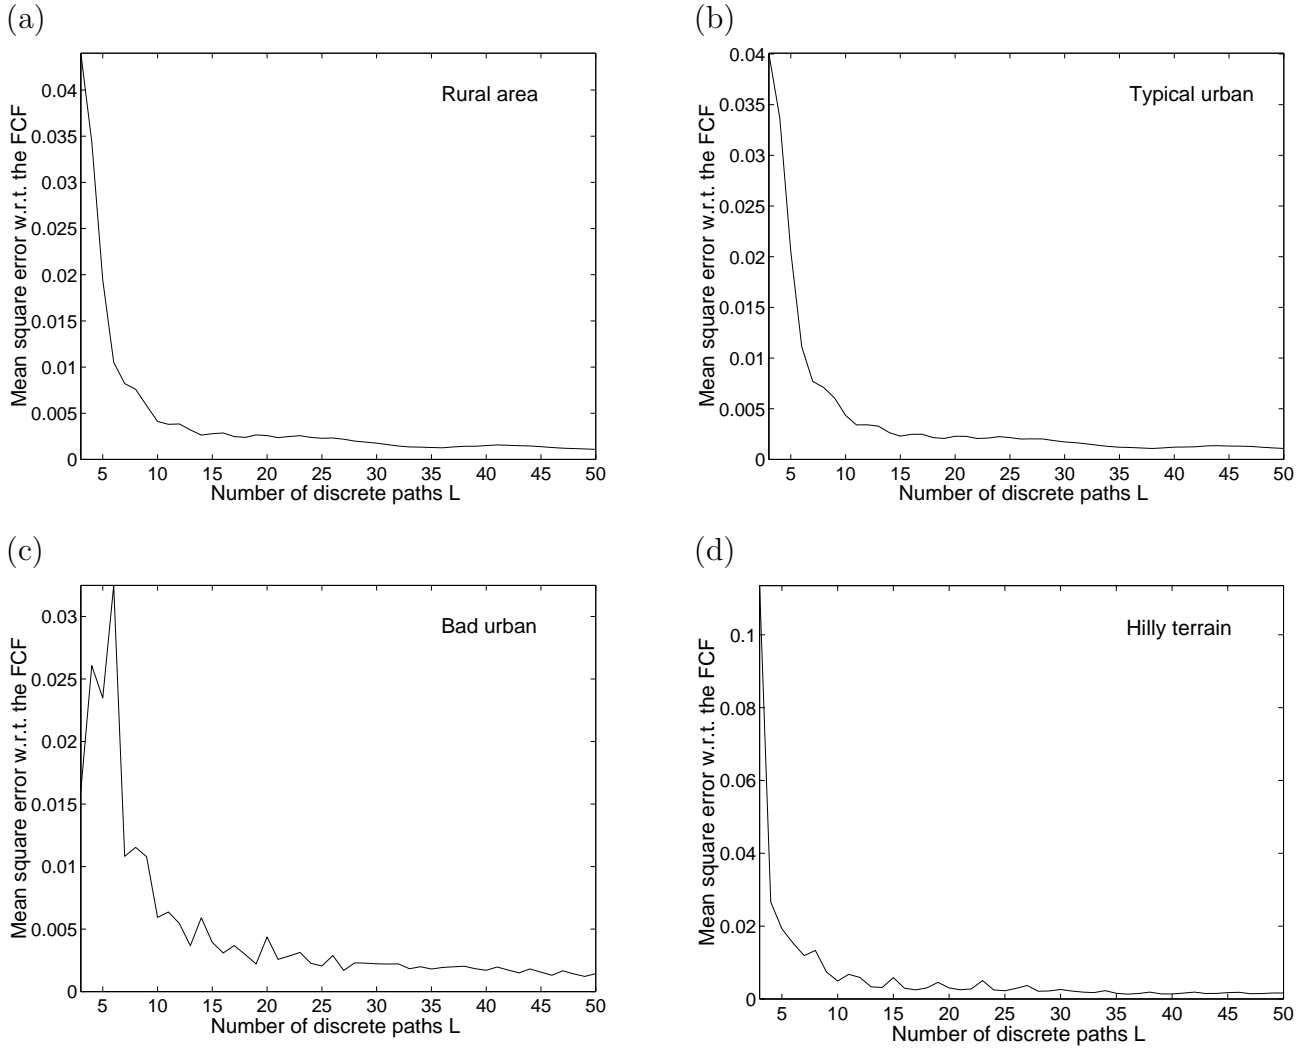 (a)
Rural area
Mean square error w.r.t. the FCF
0.04
0.035
0.03
0.025
0.02
0.015
0.01
0.005
0
5 10 15 20 25 30 35 40 45 50
Number of discrete paths L
(b)
Typical urban
Mean square error w.r.t. the FCF
0.04
0.035
0.03
0.025
0.02
0.015
0.01
0.005
0
5 10 15 20 25 30 35 40 45 50
Number of discrete paths L
(c)
Bad urban
Mean square error w.r.t. the FCF
0.03
0.025
0.02
0.015
0.01
0.005
0
5 10 15 20 25 30 35 40 45 50
Number of discrete paths L
(d)
Hilly terrain
Mean square error w.r.t. the FCF
0.1
0.08
0.06
0.04
0.02
0
5 10 15 20 25 30 35 40 45 50
Number of discrete paths L